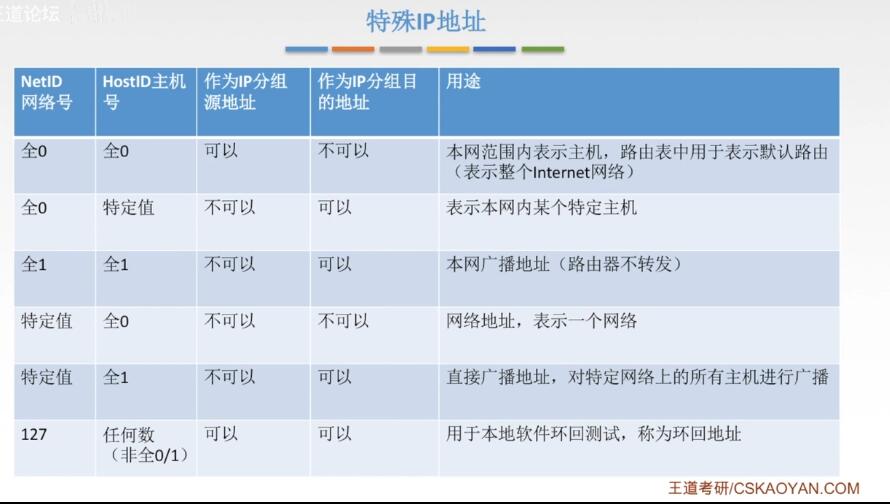 王道论坛
特殊IP地址
NetID
网络号
HostID主机
号
作为IP分组
源地址
作为IP分组目
的地址
用途
全0
全0
可以
不可以
本网范围内表示主机，路由表中用于表示默认路由
（表示整个Internet网络）
全0
特定值
不可以
可以
表示本网内某个特定主机
全1
全1
不可以
可以
本网广播地址（路由器不转发）
特定值
全0
不可以
不可以
网络地址，表示一个网络
特定值
全1
不可以
可以
直接广播地址，对特定网络上的所有主机进行广播
127
任何数
（非全0/1）
可以
可以
用于本地软件环回测试，称为环回地址
王道考研/CSKAOYAN.COM